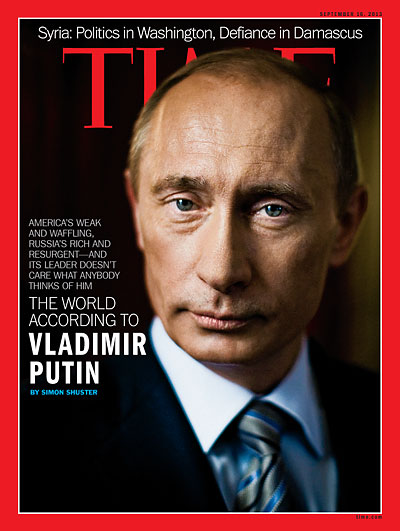 SEPTEMBER 16, 2013
Syria: Politics in Washington, Defiance in Damascus
TIME
AMERICA'S WEAK
AND WAFFLING,
RUSSIA'S RICH AND
RESURGENT—AND
ITS LEADER DOESN'T
CARE WHAT ANYBODY
THINKS OF HIM
THE WORLD
ACCORDING TO
VLADIMIR
PUTIN
BY SIMON SHUSTER
time.com